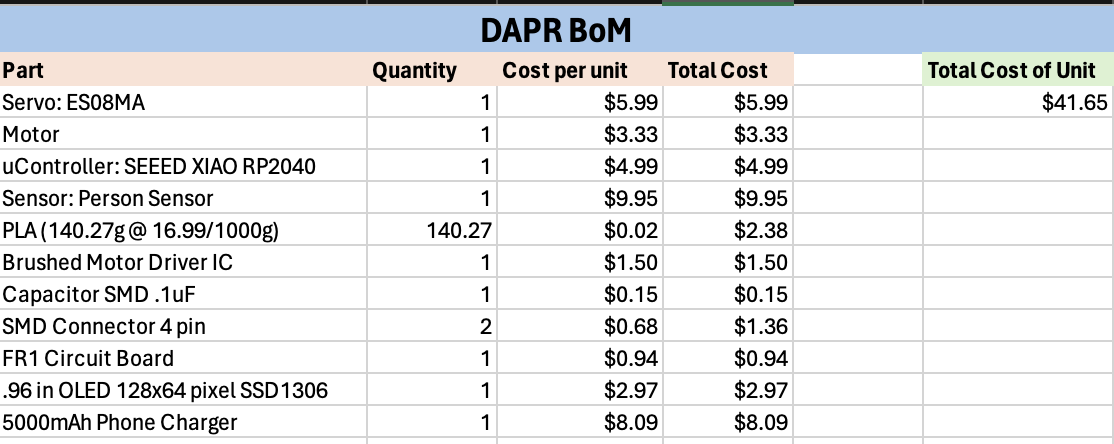 DAPR BoM
Part Quantity Cost per unit Total Cost Total Cost of Unit
Servo: ES08MA 1 $5.99 $5.99 $41.65
Motor 1 $3.33 $3.33
uController: SEEED XIAO RP2040 1 $4.99 $4.99
Sensor: Person Sensor 1 $9.95 $9.95
PLA (140.27g @ 16.99/1000g) 140.27 $0.02 $2.38
Brushed Motor Driver IC 1 $1.50 $1.50
Capacitor SMD .1uF 1 $0.15 $0.15
SMD Connector 4 pin 2 $0.68 $1.36
FR1 Circuit Board 1 $0.94 $0.94
.96 in OLED 128x64 pixel SSD1306 1 $2.97 $2.97
5000mAh Phone Charger 1 $8.09 $8.09